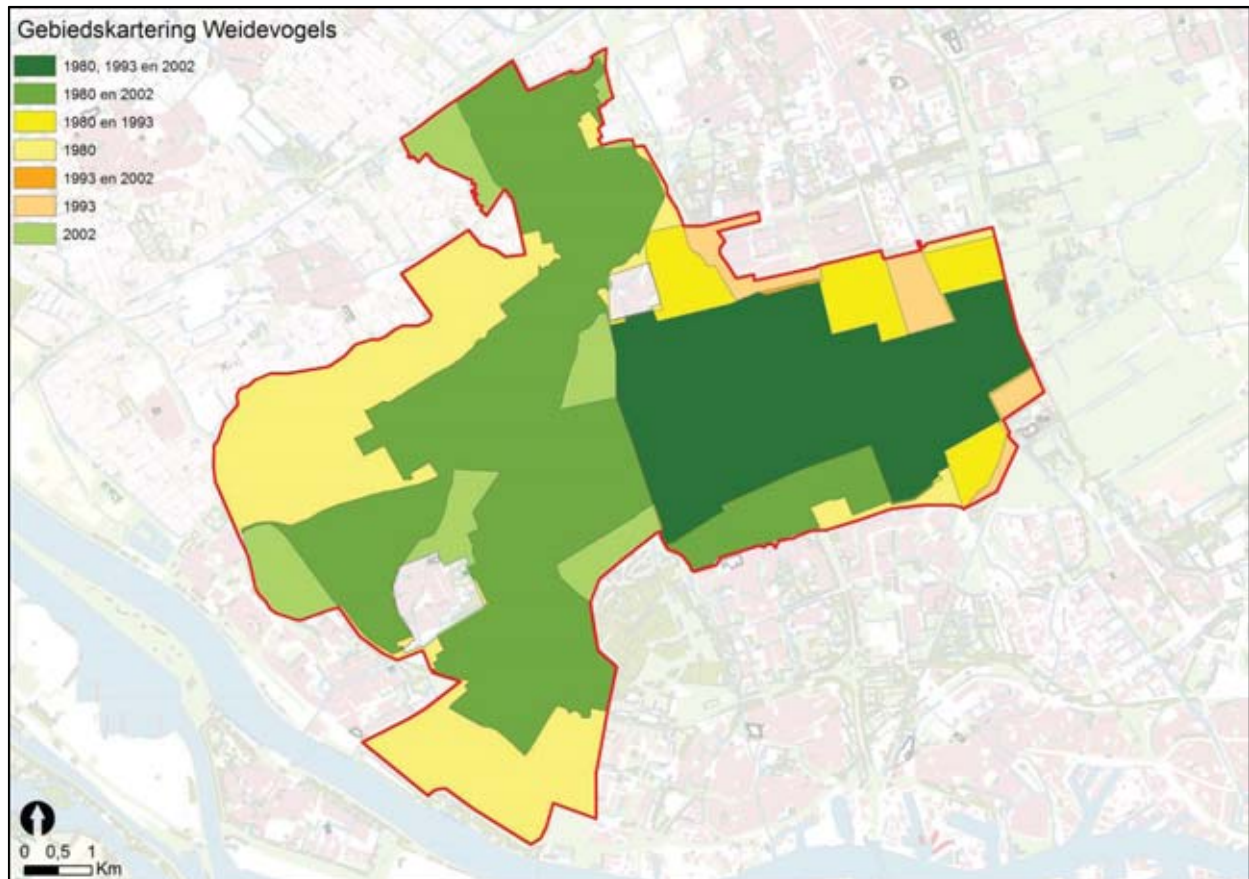 Gebiedskartering Weidevogels
1980, 1993 en 2002
1980 en 2002
1980 en 1993
1980
1993 en 2002
1993
2002
0 0,5 1
Km